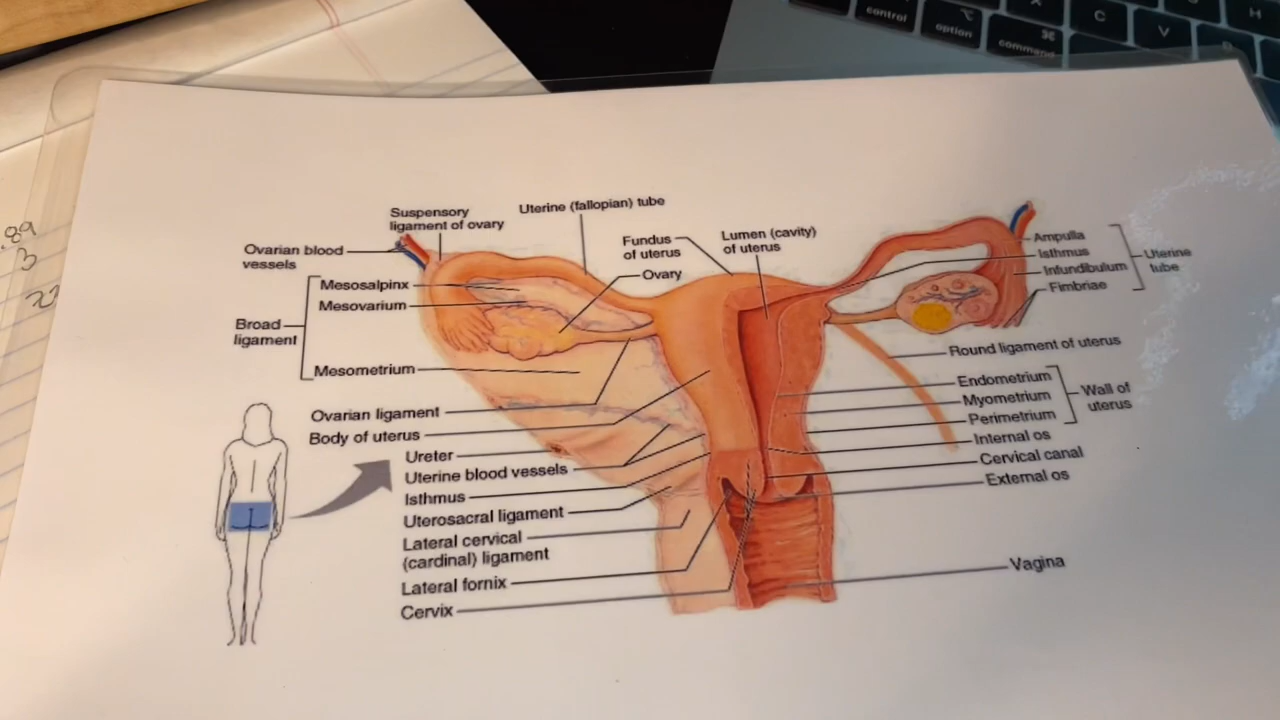 control
option
⌘
command
X
C
V
H
.89
3
Suspensory
ligament of ovary
Uterine (fallopian) tube
Ovarian blood
vessels
Fundus
of uterus
Lumen (cavity)
of uterus
Ovary
Ampulla
Isthmus
Infundibulum
Fimbriae
Uterine
tube
Mesosalpinx
Mesovarium
Broad
ligament
Mesometrium
Round ligament of uterus
Ovarian ligament
Body of uterus
Endometrium
Myometrium
Perimetrium
Wall of
uterus
Ureter
Uterine blood vessels
Isthmus
Uterosacral ligament
Lateral cervical
(cardinal) ligament
Lateral fornix
Cervix
Internal os
Cervical canal
External os
Vagina